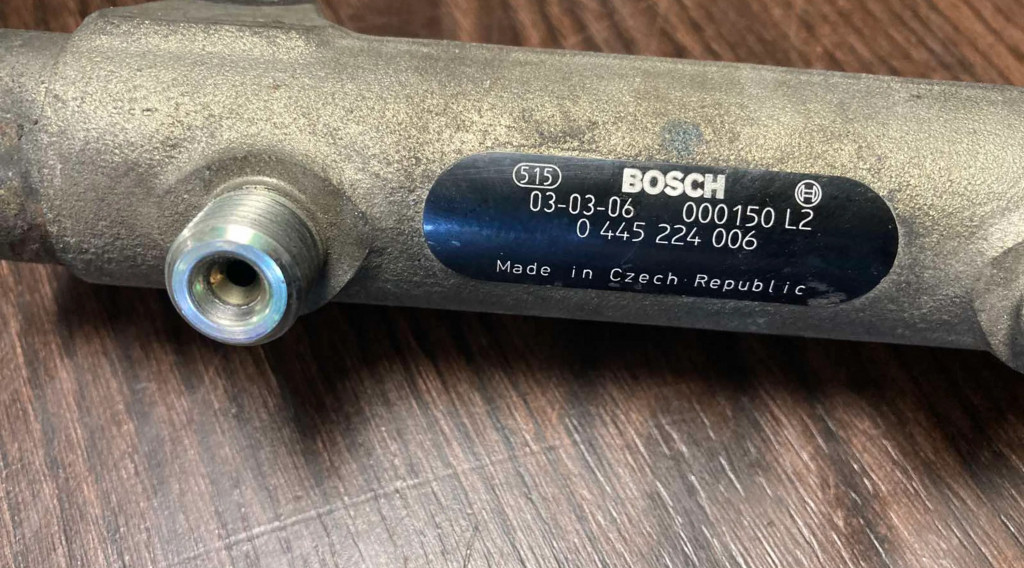 515 BOSCH
03-03-06 000150 L2
0 445 224 006
Made in Czech Republic